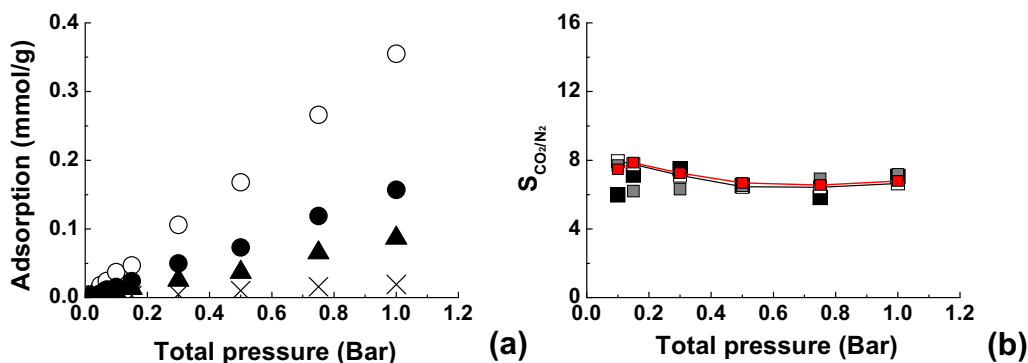 0.4
0.3
0.2
0.1
0.0
Adsorption (mmol/g)
0.0 0.2 0.4 0.6 0.8 1.0 1.2
Total pressure (Bar)
(a)
16
12
8
4
0
S_CO₂/N₂
0.0 0.2 0.4 0.6 0.8 1.0 1.2
Total pressure (Bar)
(b)